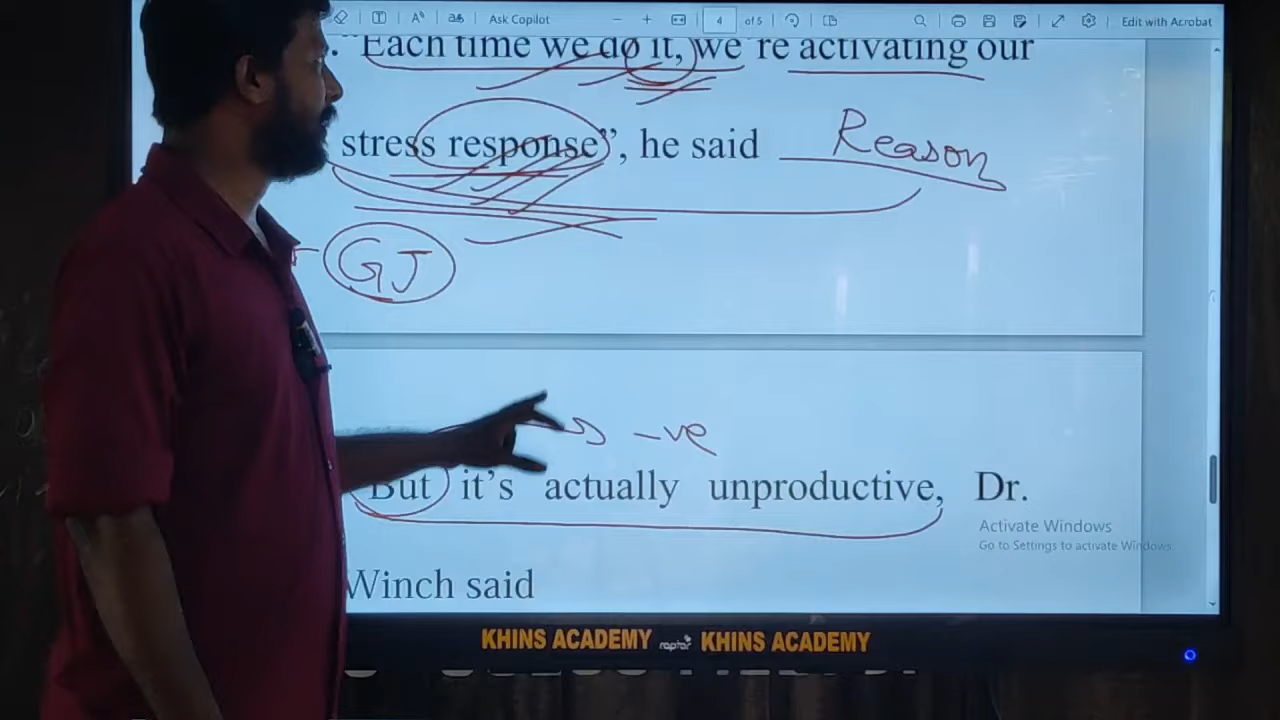 Ask Copilot
4 of 5
Edit with Acrobat
. "Each time we do it, we're activating our
stress response", he said Reason
GJ
-ve
But it's actually unproductive, Dr.
Activate Windows
Go to Settings to activate Windows
Winch said
KHINS ACADEMY raptor KHINS ACADEMY